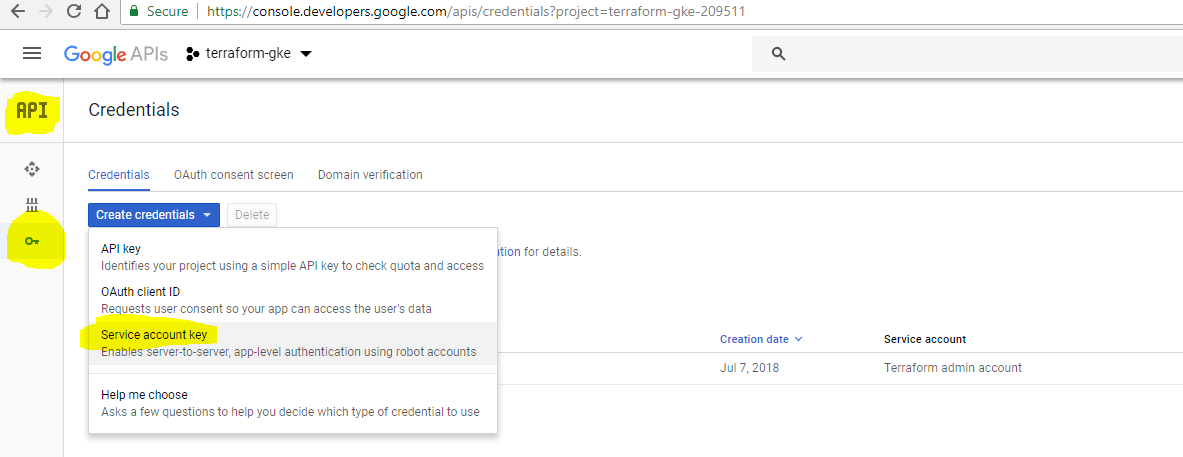 Secure https://console.developers.google.com/apis/credentials?project=terraform-gke-209511
Google APIs terraform-gke
API Credentials
Credentials OAuth consent screen Domain verification
Create credentials Delete
API key
Identifies your project using a simple API key to check quota and access
for details.
OAuth client ID
Requests user consent so your app can access the user's data
Service account key
Enables server-to-server, app-level authentication using robot accounts
Creation date Service account
Jul 7, 2018 Terraform admin account
Help me choose
Asks a few questions to help you decide which type of credential to use